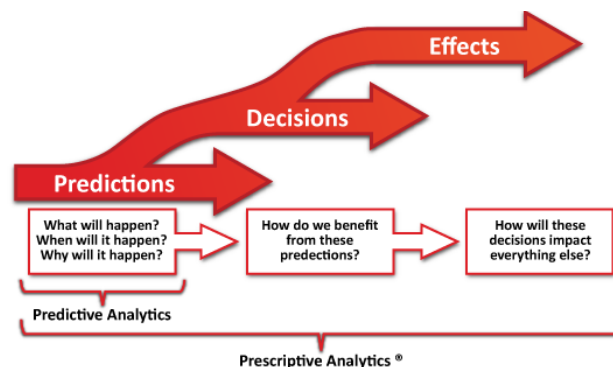 Effects
Decisions
Predictions
What will happen?
When will it happen?
Why will it happen?
How do we benefit
from these
predections?
How will these
decisions impact
everything else?
Predictive Analytics
Prescriptive Analytics ®